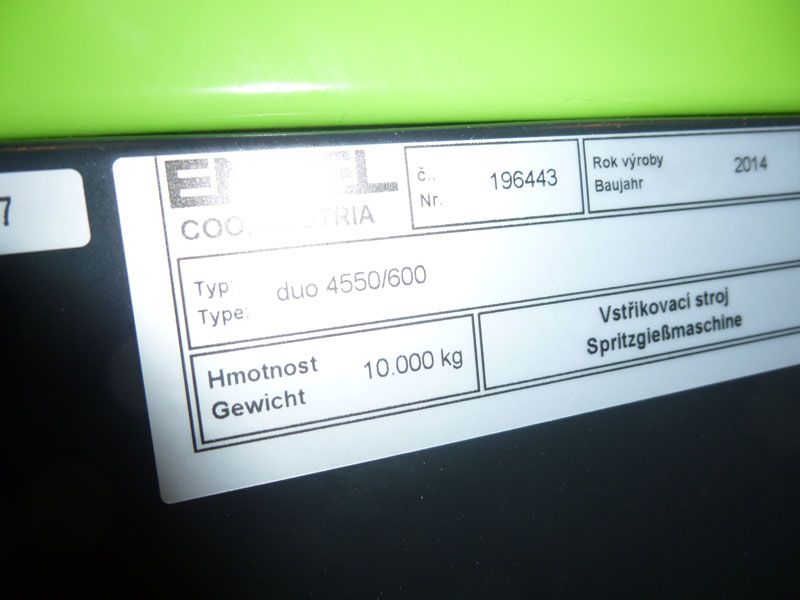 7
č..
Nr.
196443
Rok výroby
Baujahr
2014
Typ:
Type:
duo 4550/600
Hmotnost
Gewicht
10.000 kg
Vstřikovací stroj
Spritzgießmaschine